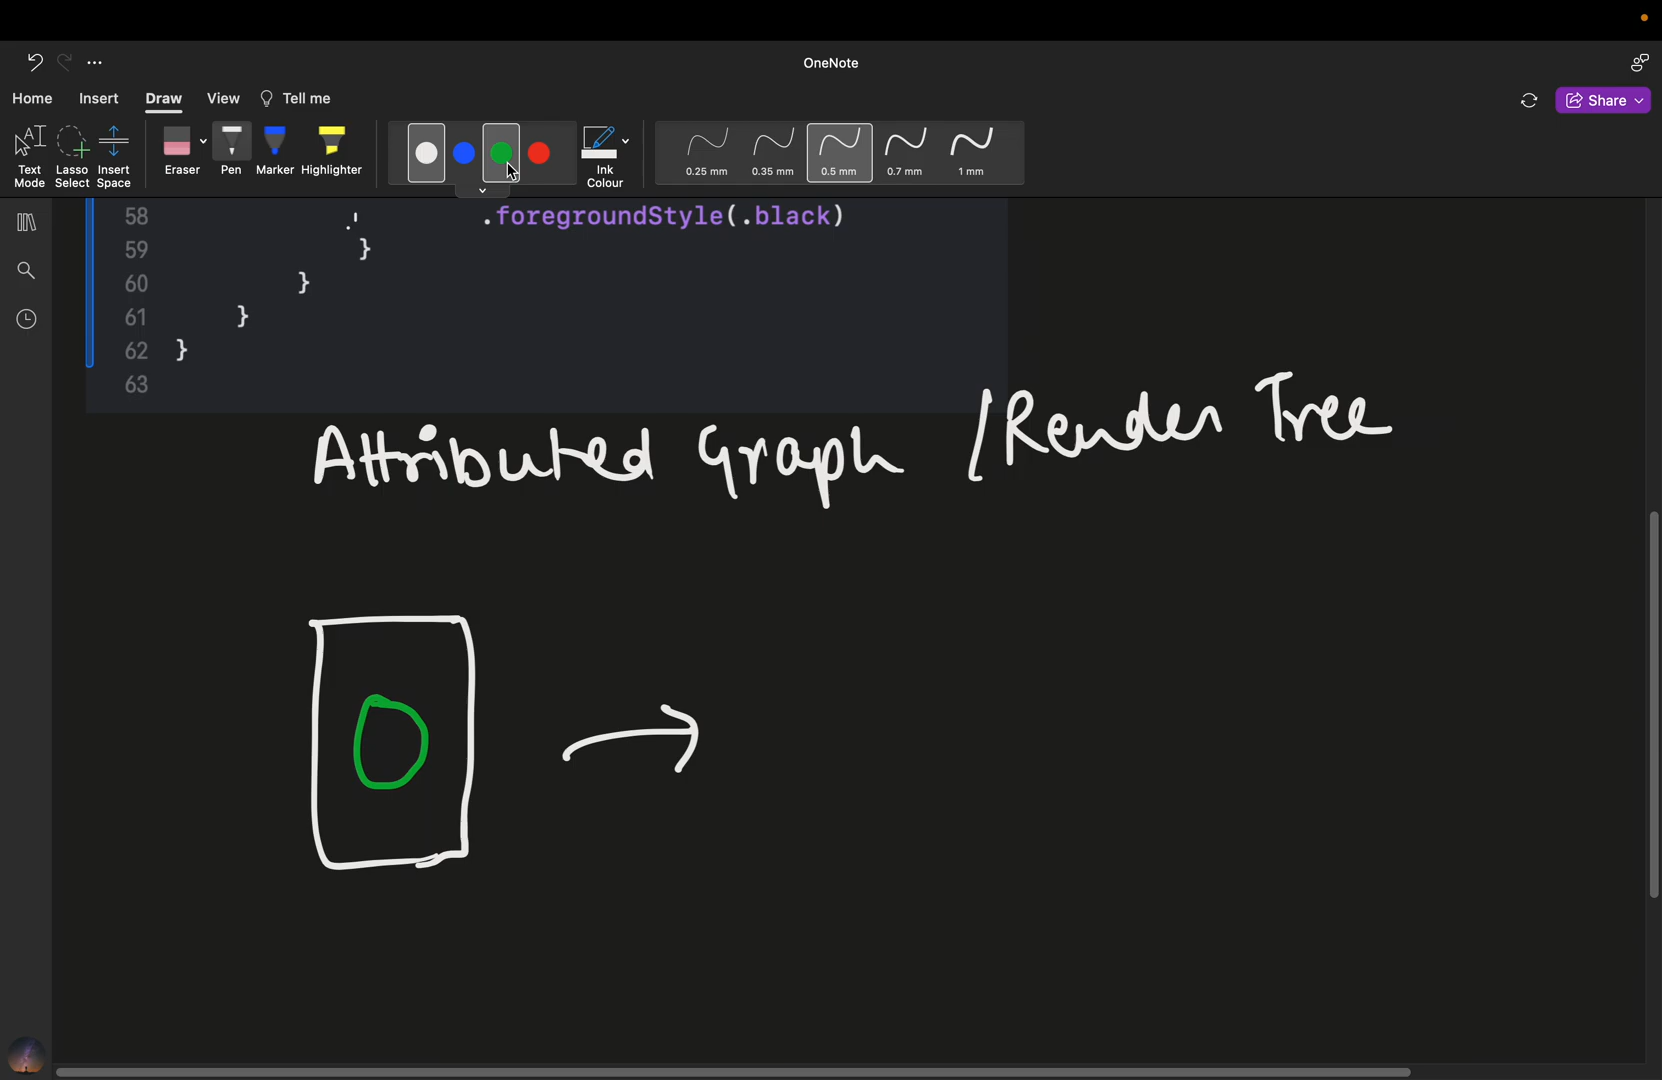 OneNote
Home Insert Draw View Tell me
Share
Text Mode
Lasso Select
Insert Space
Eraser
Pen
Marker
Highlighter
Ink Colour
0.25 mm
0.35 mm
0.5 mm
0.7 mm
1 mm
58 .foregroundStyle(.black)
59 }
60 }
61 }
62 }
63
Attributed Graph / Render Tree